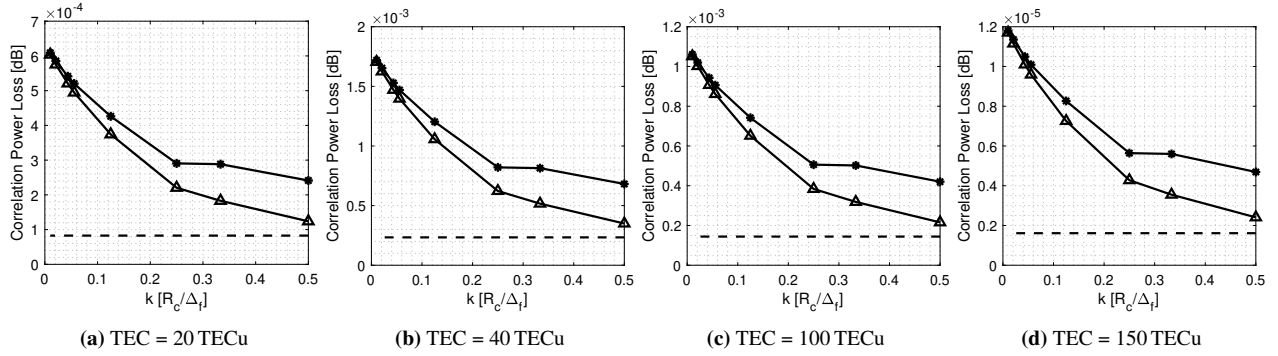 ×10⁻⁴
7
6
5
4
3
2
1
0
Correlation Power Loss [dB]
0 0.1 0.2 0.3 0.4 0.5
k [R_c/Δ_f]
(a) TEC = 20 TECu
×10⁻³
2
1.5
1
0.5
0
Correlation Power Loss [dB]
0 0.1 0.2 0.3 0.4 0.5
k [R_c/Δ_f]
(b) TEC = 40 TECu
×10⁻³
1.2
1
0.8
0.6
0.4
0.2
0
Correlation Power Loss [dB]
0 0.1 0.2 0.3 0.4 0.5
k [R_c/Δ_f]
(c) TEC = 100 TECu
×10⁻⁵
1.2
1
0.8
0.6
0.4
0.2
0
Correlation Power Loss [dB]
0 0.1 0.2 0.3 0.4 0.5
k [R_c/Δ_f]
(d) TEC = 150 TECu